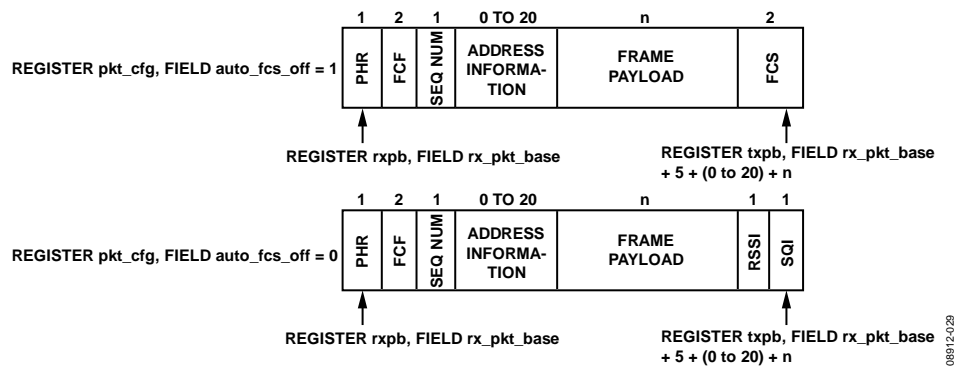 1 2 1 0 TO 20 n 2
REGISTER pkt_cfg, FIELD auto_fcs_off = 1
PHR
FCF
SEQ NUM
ADDRESS
INFORMA-
TION
FRAME
PAYLOAD
FCS
REGISTER rxpb, FIELD rx_pkt_base
REGISTER txpb, FIELD rx_pkt_base
+ 5 + (0 to 20) + n
1 2 1 0 TO 20 n 1 1
REGISTER pkt_cfg, FIELD auto_fcs_off = 0
PHR
FCF
SEQ NUM
ADDRESS
INFORMA-
TION
FRAME
PAYLOAD
RSSI
SQI
REGISTER rxpb, FIELD rx_pkt_base
REGISTER txpb, FIELD rx_pkt_base
+ 5 + (0 to 20) + n
08912-029